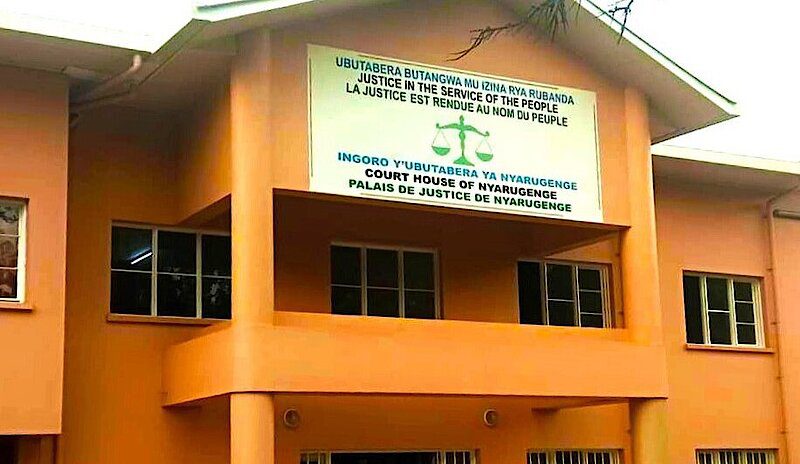 UBUTABERA BUTANGWA MU IZINA RYA RUBANDA
JUSTICE IN THE SERVICE OF THE PEOPLE
LA JUSTICE EST RENDUE AU NOM DU PEUPLE
INGORO Y'UBUTABERA YA NYARUGENGE
COURT HOUSE OF NYARUGENGE
PALAIS DE JUSTICE DE NYARUGENGE